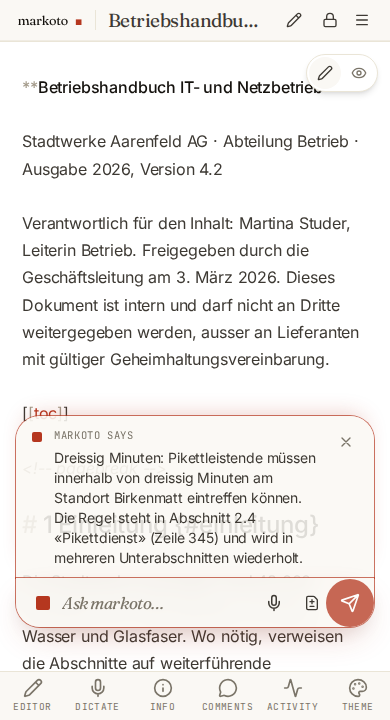 markoto
Betriebshandbu…
**Betriebshandbuch IT- und Netzbetrieb
Stadtwerke Aarenfeld AG · Abteilung Betrieb ·
Ausgabe 2026, Version 4.2
Verantwortlich für den Inhalt: Martina Studer,
Leiterin Betrieb. Freigegeben durch die
Geschäftsleitung am 3. März 2026. Dieses
Dokument ist intern und darf nicht an Dritte
weitergegeben werden, ausser an Lieferanten
mit gültiger Geheimhaltungsvereinbarung.
[[toc]]
MARKOTO SAYS
Dreissig Minuten: Pikettleistende müssen
innerhalb von dreissig Minuten am
Standort Birkenmatt eintreffen können.
Die Regel steht in Abschnitt 2.4
«Pikettdienst» (Zeile 345) und wird in
mehreren Unterabschnitten wiederholt.
# 1 Einleitung {#einleitung}
Ask markoto…
Wasser und Glasfaser. Wo nötig, verweisen
die Abschnitte auf weiterführende
EDITOR
DICTATE
INFO
COMMENTS
ACTIVITY
THEME